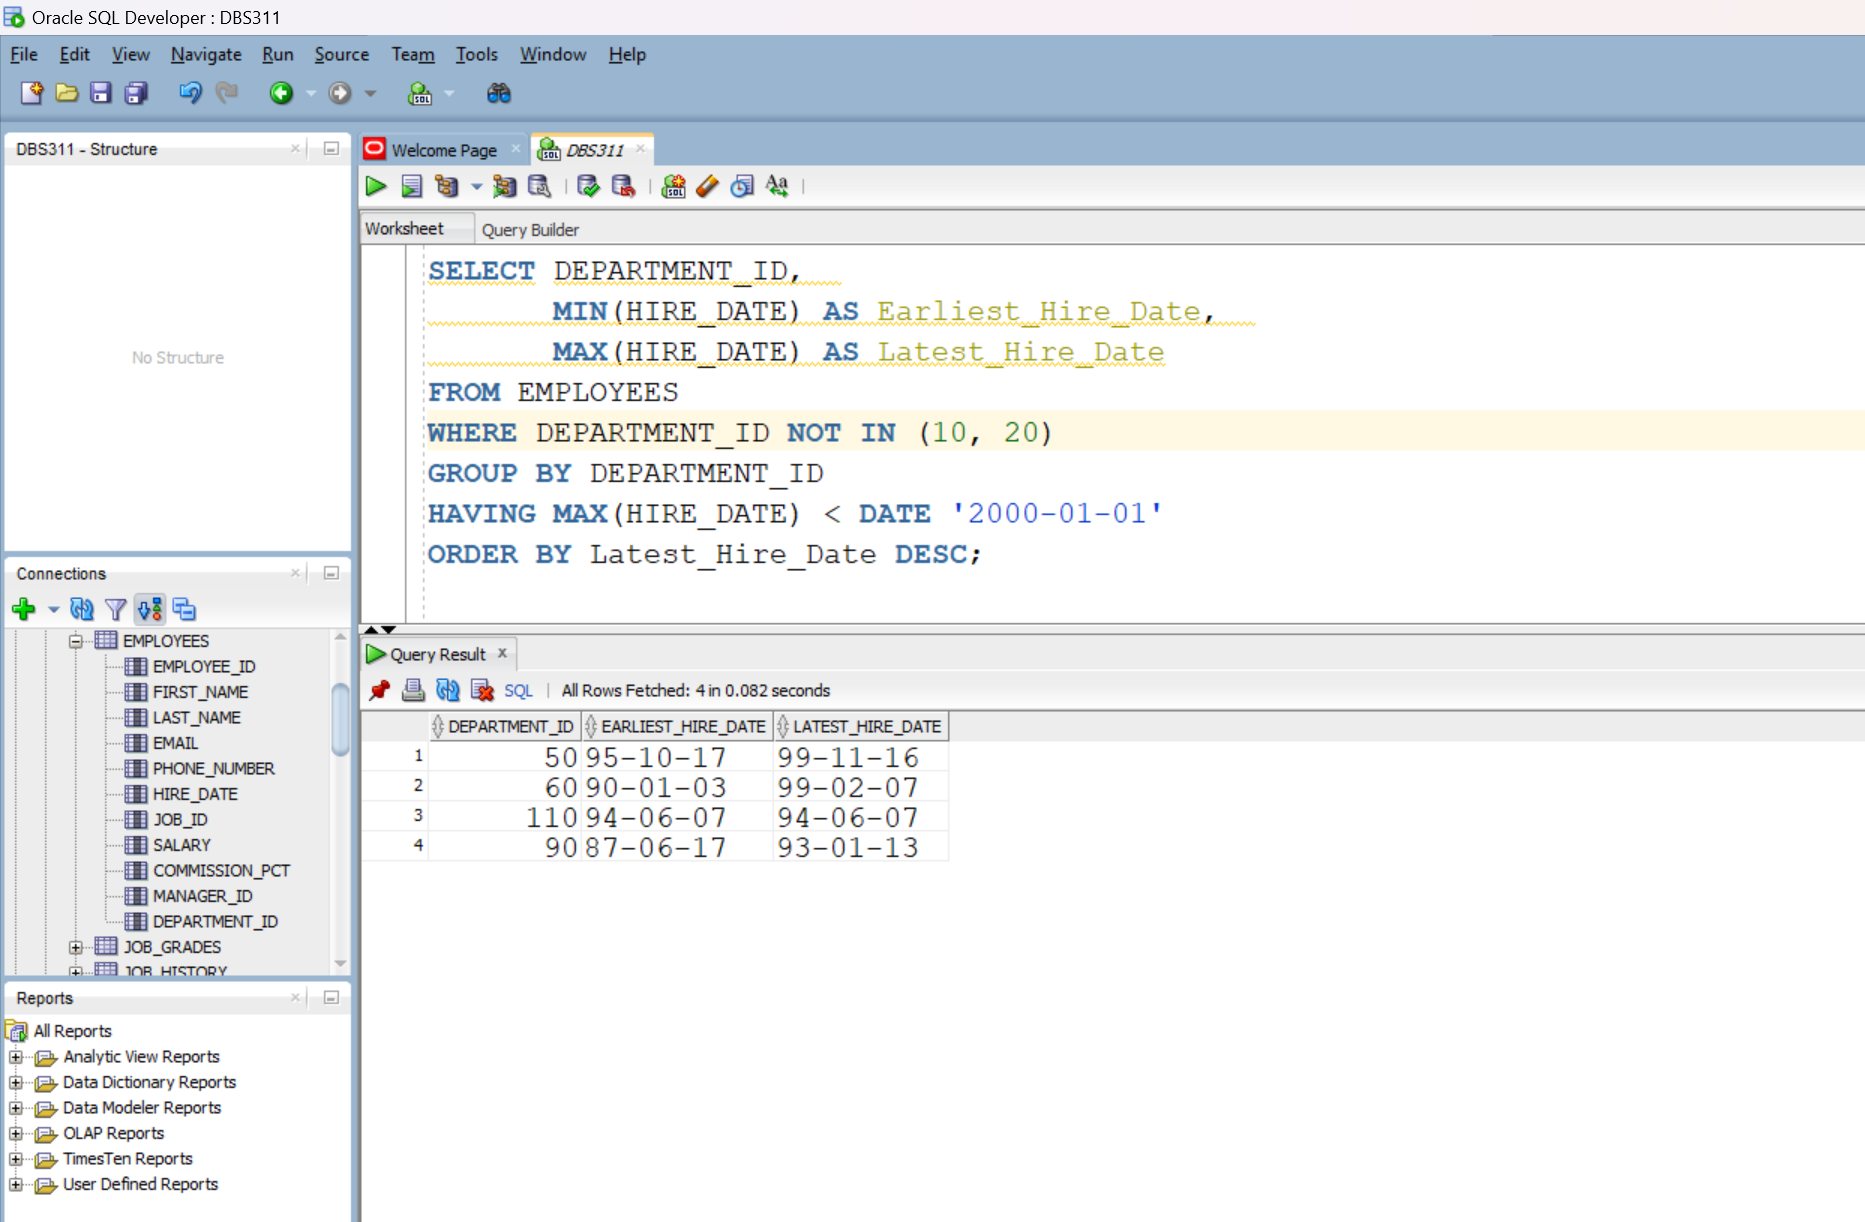 Oracle SQL Developer : DBS311
File Edit View Navigate Run Source Team Tools Window Help
DBS311 - Structure
No Structure
Connections
EMPLOYEES
EMPLOYEE_ID
FIRST_NAME
LAST_NAME
EMAIL
PHONE_NUMBER
HIRE_DATE
JOB_ID
SALARY
COMMISSION_PCT
MANAGER_ID
DEPARTMENT_ID
JOB_GRADES
JOB_HISTORY
Reports
All Reports
Analytic View Reports
Data Dictionary Reports
Data Modeler Reports
OLAP Reports
TimesTen Reports
User Defined Reports
Welcome Page DBS311
Worksheet Query Builder
SELECT DEPARTMENT_ID,
MIN(HIRE_DATE) AS Earliest_Hire_Date,
MAX(HIRE_DATE) AS Latest_Hire_Date
FROM EMPLOYEES
WHERE DEPARTMENT_ID NOT IN (10, 20)
GROUP BY DEPARTMENT_ID
HAVING MAX(HIRE_DATE) < DATE '2000-01-01'
ORDER BY Latest_Hire_Date DESC;
Query Result
SQL | All Rows Fetched: 4 in 0.082 seconds
DEPARTMENT_ID EARLIEST_HIRE_DATE LATEST_HIRE_DATE
1 50 95-10-17 99-11-16
2 60 90-01-03 99-02-07
3 110 94-06-07 94-06-07
4 90 87-06-17 93-01-13